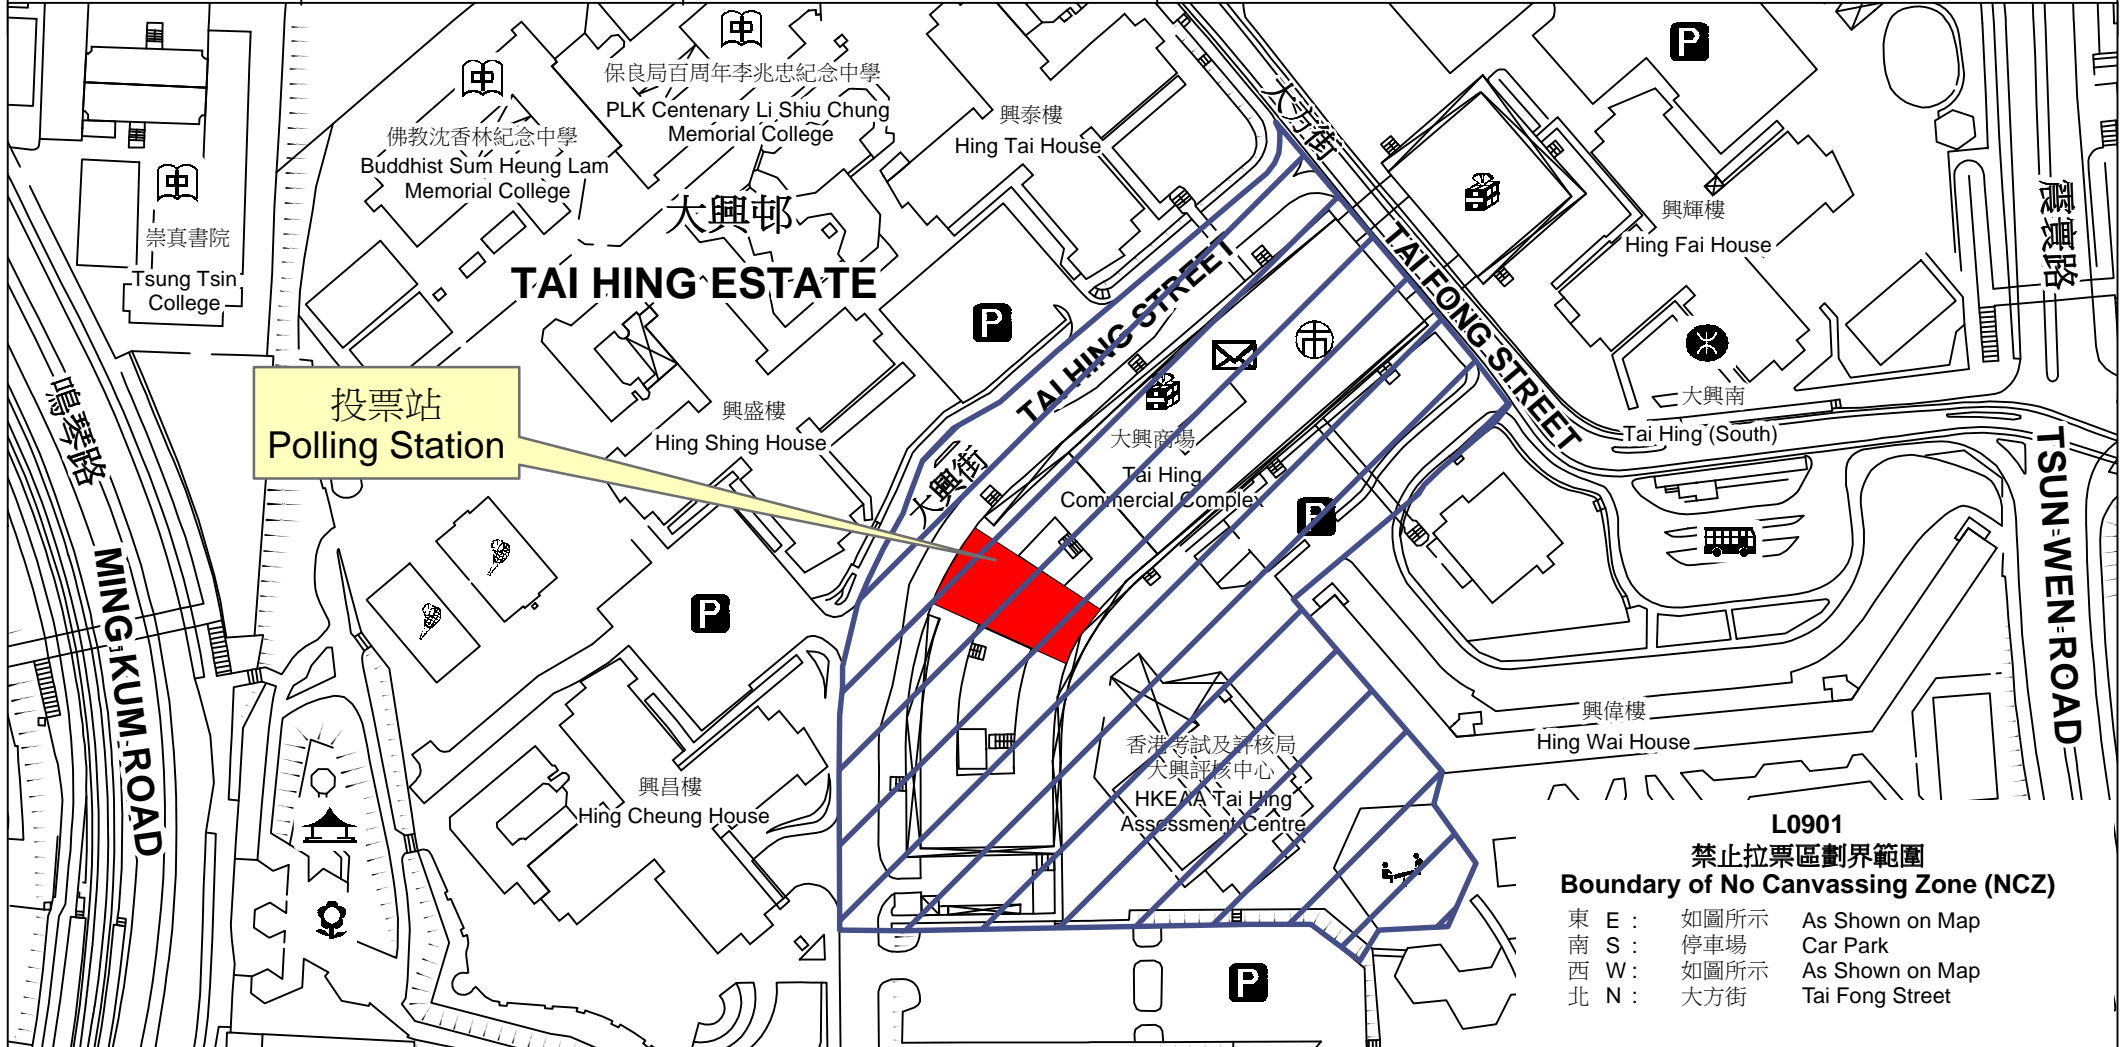 保良局百周年李兆忠紀念中學
PLK Centenary Li Shiu Chung
Memorial College
佛教沈香林紀念中學
Buddhist Sum Heung Lam
Memorial College
興泰樓
Hing Tai House
大方街
崇真書院
Tsung Tsin
College
大興邨
TAI HING ESTATE
興輝樓
Hing Fai House
震寰路
TAI HING STREET
TAI FONG STREET
P
P
大興南
Tai Hing (South)
鳴琴路
投票站
Polling Station
興盛樓
Hing Shing House
大興街
大興商場
Tai Hing
Commercial Complex
P
TSUN WEN ROAD
MING KUM ROAD
P
興偉樓
Hing Wai House
香港考試及評核局
大興評核中心
HKEAA Tai Hing
Assessment Centre
興昌樓
Hing Cheung House
P
L0901
禁止拉票區劃界範圍
Boundary of No Canvassing Zone (NCZ)
東 E : 如圖所示 As Shown on Map
南 S : 停車場 Car Park
西 W : 如圖所示 As Shown on Map
北 N : 大方街 Tai Fong Street